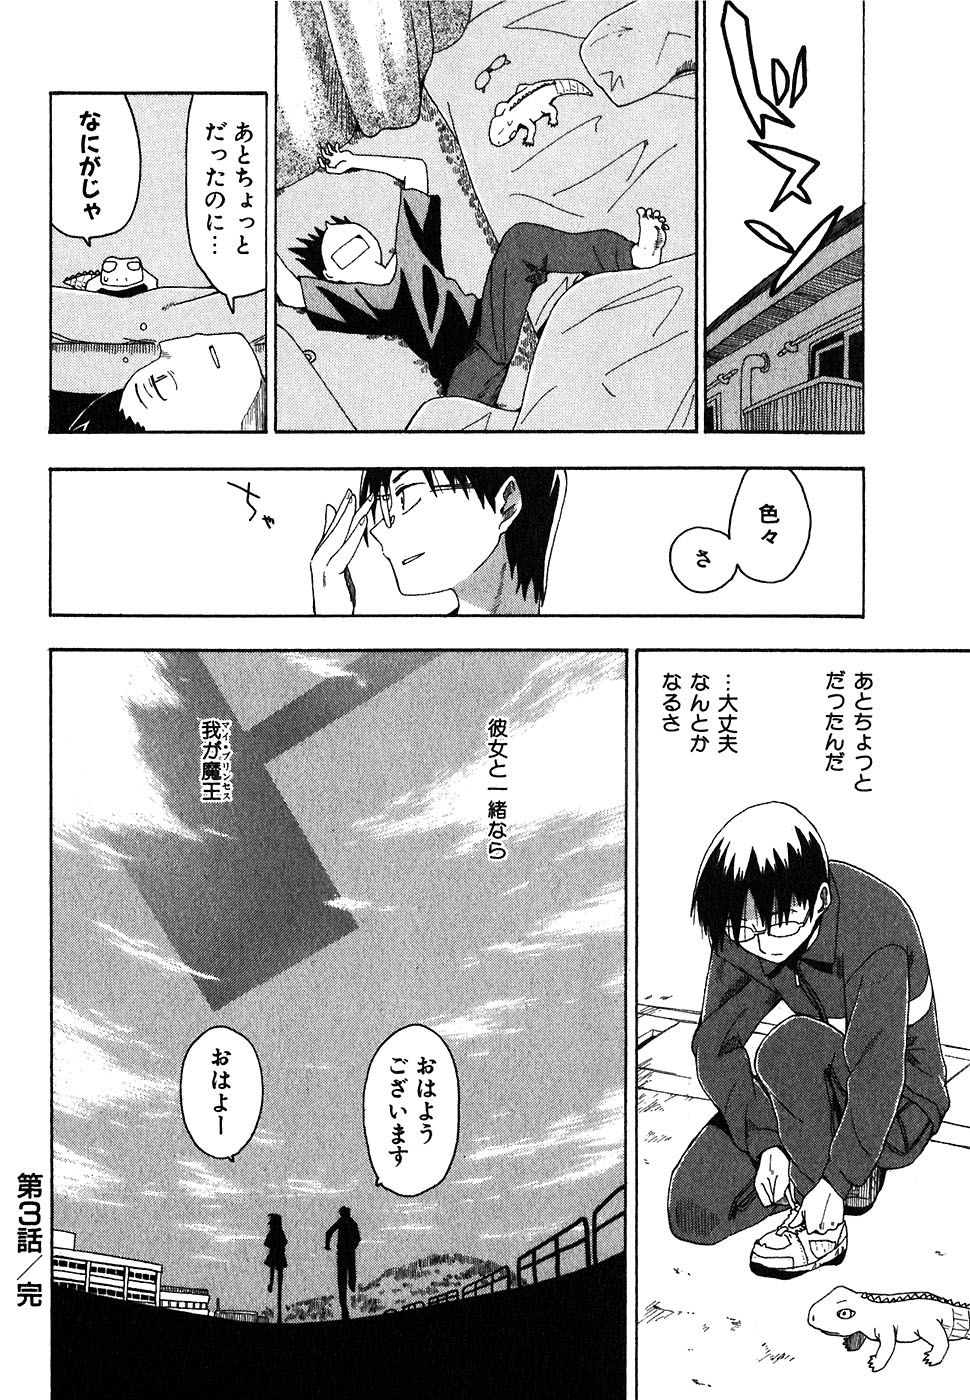 ドスン
あとちょっと
だったのに…
なにがじゃ
色々
さ
ちゃ
あとちょっと
だったんだ
…大丈夫
なんとか
なるさ
彼女と一緒なら
我が魔王
マイ・プリンセス
おはよう
ございます
おはよー
第3話／完